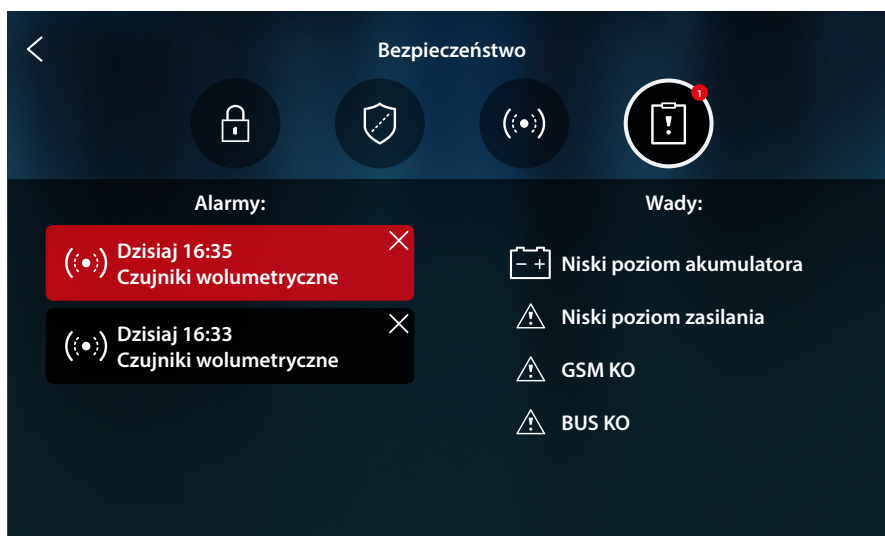 Bezpieczeństwo
1
Alarmy:
Dzisiaj 16:35
Czujniki wolumetryczne
Dzisiaj 16:33
Czujniki wolumetryczne
Wady:
Niski poziom akumulatora
Niski poziom zasilania
GSM KO
BUS KO